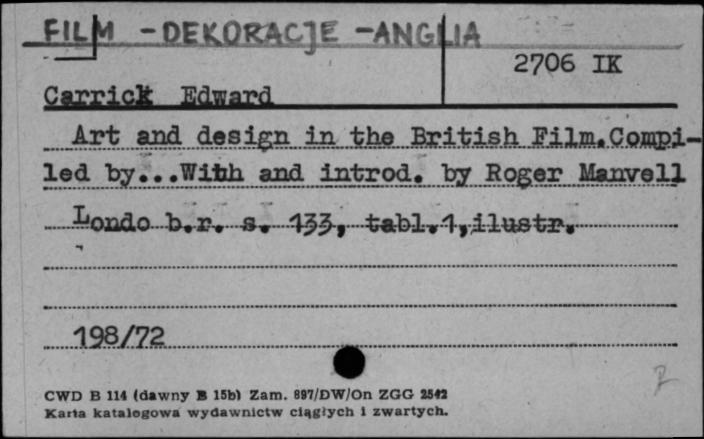 FILM - DEKORACJE - ANGLIA
2706 IK
Carrick Edward
Art and design in the British Film.Compi-
led by...With and introd. by Roger Manvell
Londo b.r. s. 133, tabl.1,ilustr.
198/72
CWD B 114 (dawny B 15b) Zam. 897/DW/On ZGG 2542
Karta katalogowa wydawnictw ciągłych i zwartych.